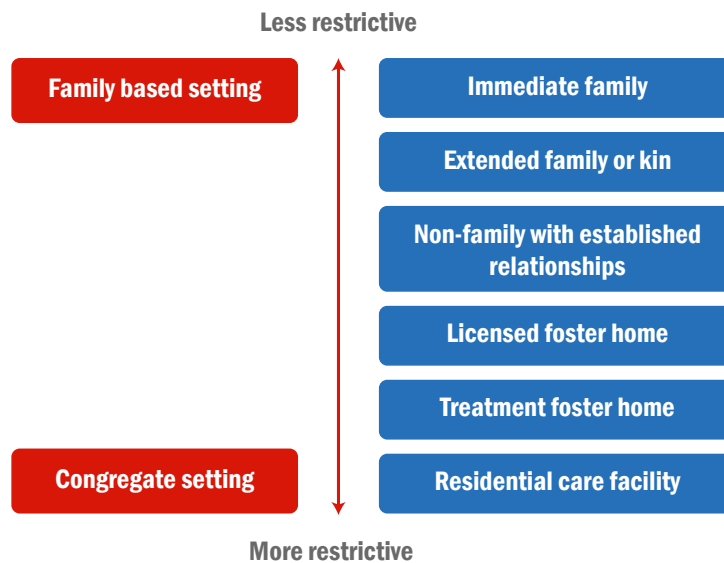 Less restrictive
Family based setting
Immediate family
Extended family or kin
Non-family with established
relationships
Licensed foster home
Treatment foster home
Congregate setting
Residential care facility
More restrictive